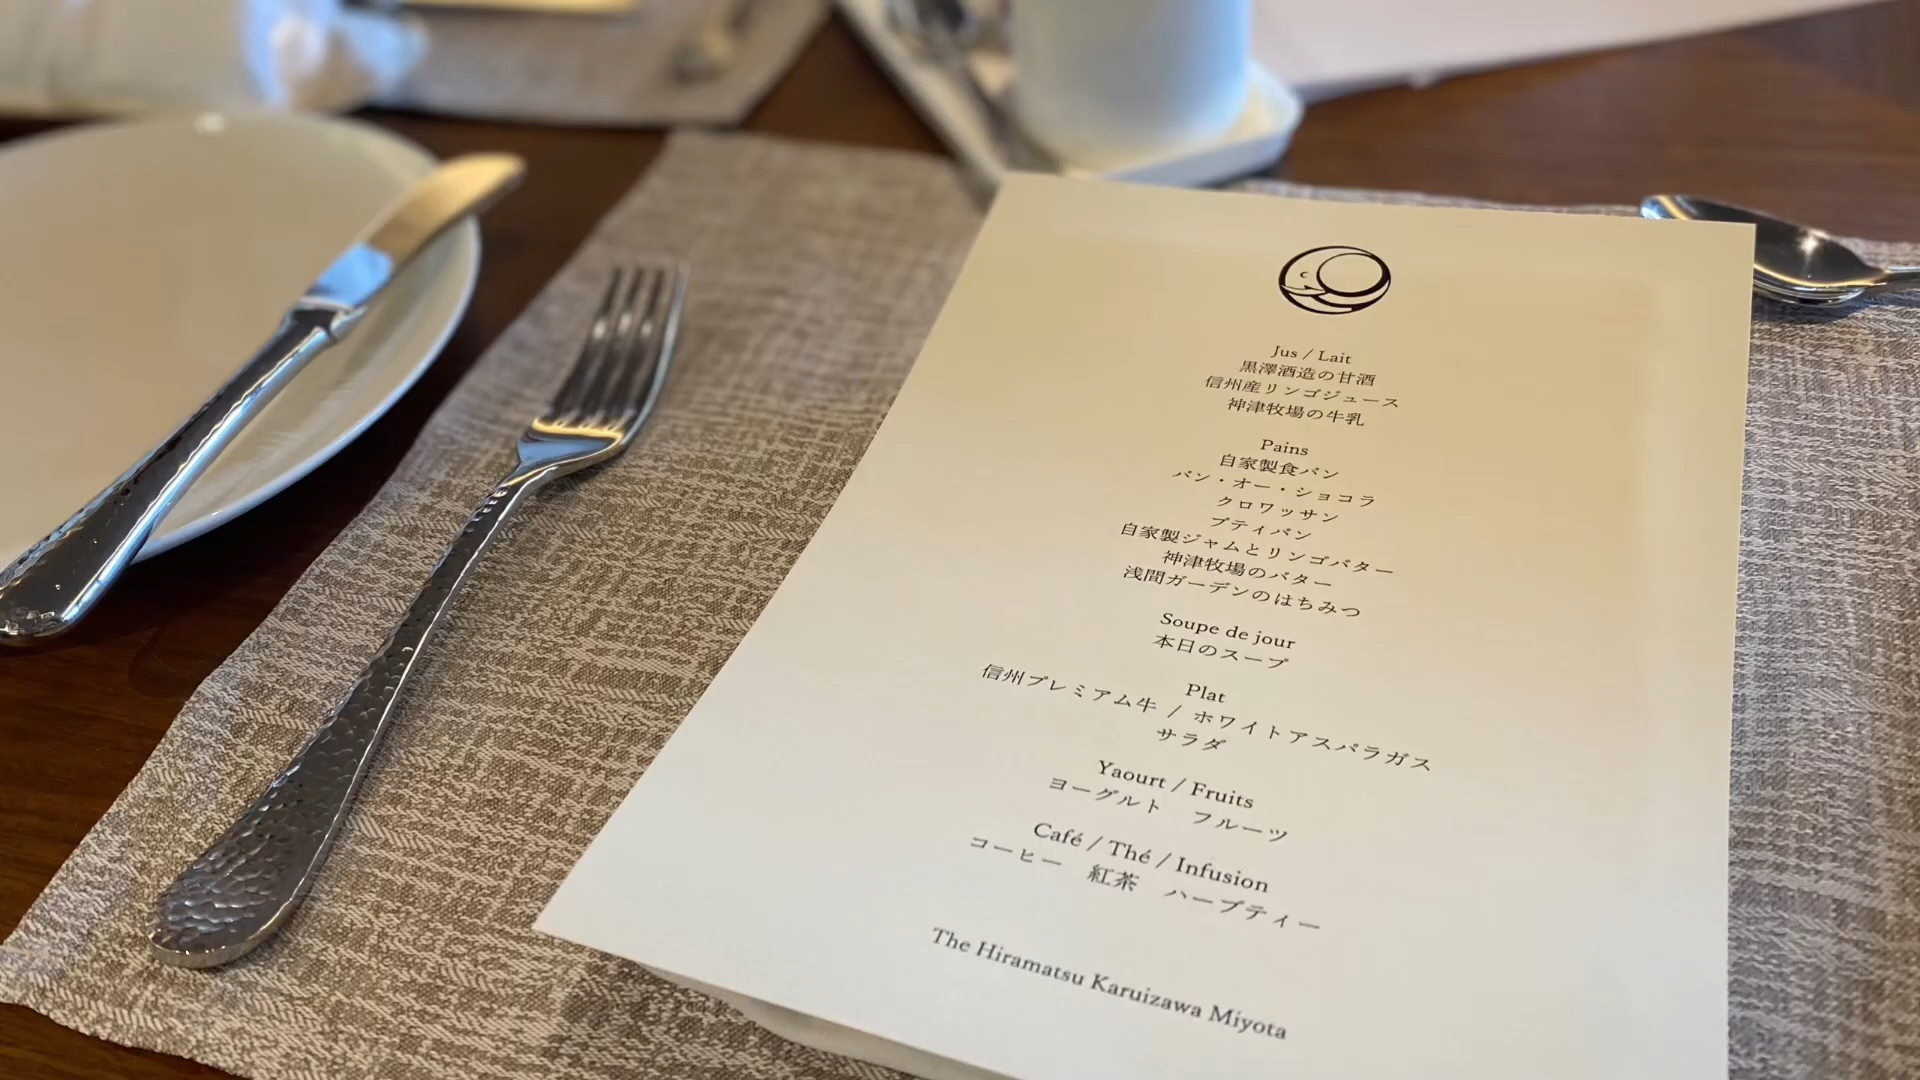 Jus / Lait
黒澤酒造の甘酒
信州産リンゴジュース
神津牧場の牛乳
Pains
自家製食パン
パン・オー・ショコラ
クロワッサン
プティパン
自家製ジャムとリンゴバター
神津牧場のバター
浅間ガーデンのはちみつ
Soupe de jour
本日のスープ
Plat
信州プレミアム牛 / ホワイトアスパラガス
サラダ
Yaourt / Fruits
ヨーグルト　フルーツ
Café / Thé / Infusion
コーヒー　紅茶　ハーブティー
The Hiramatsu Karuizawa Miyota